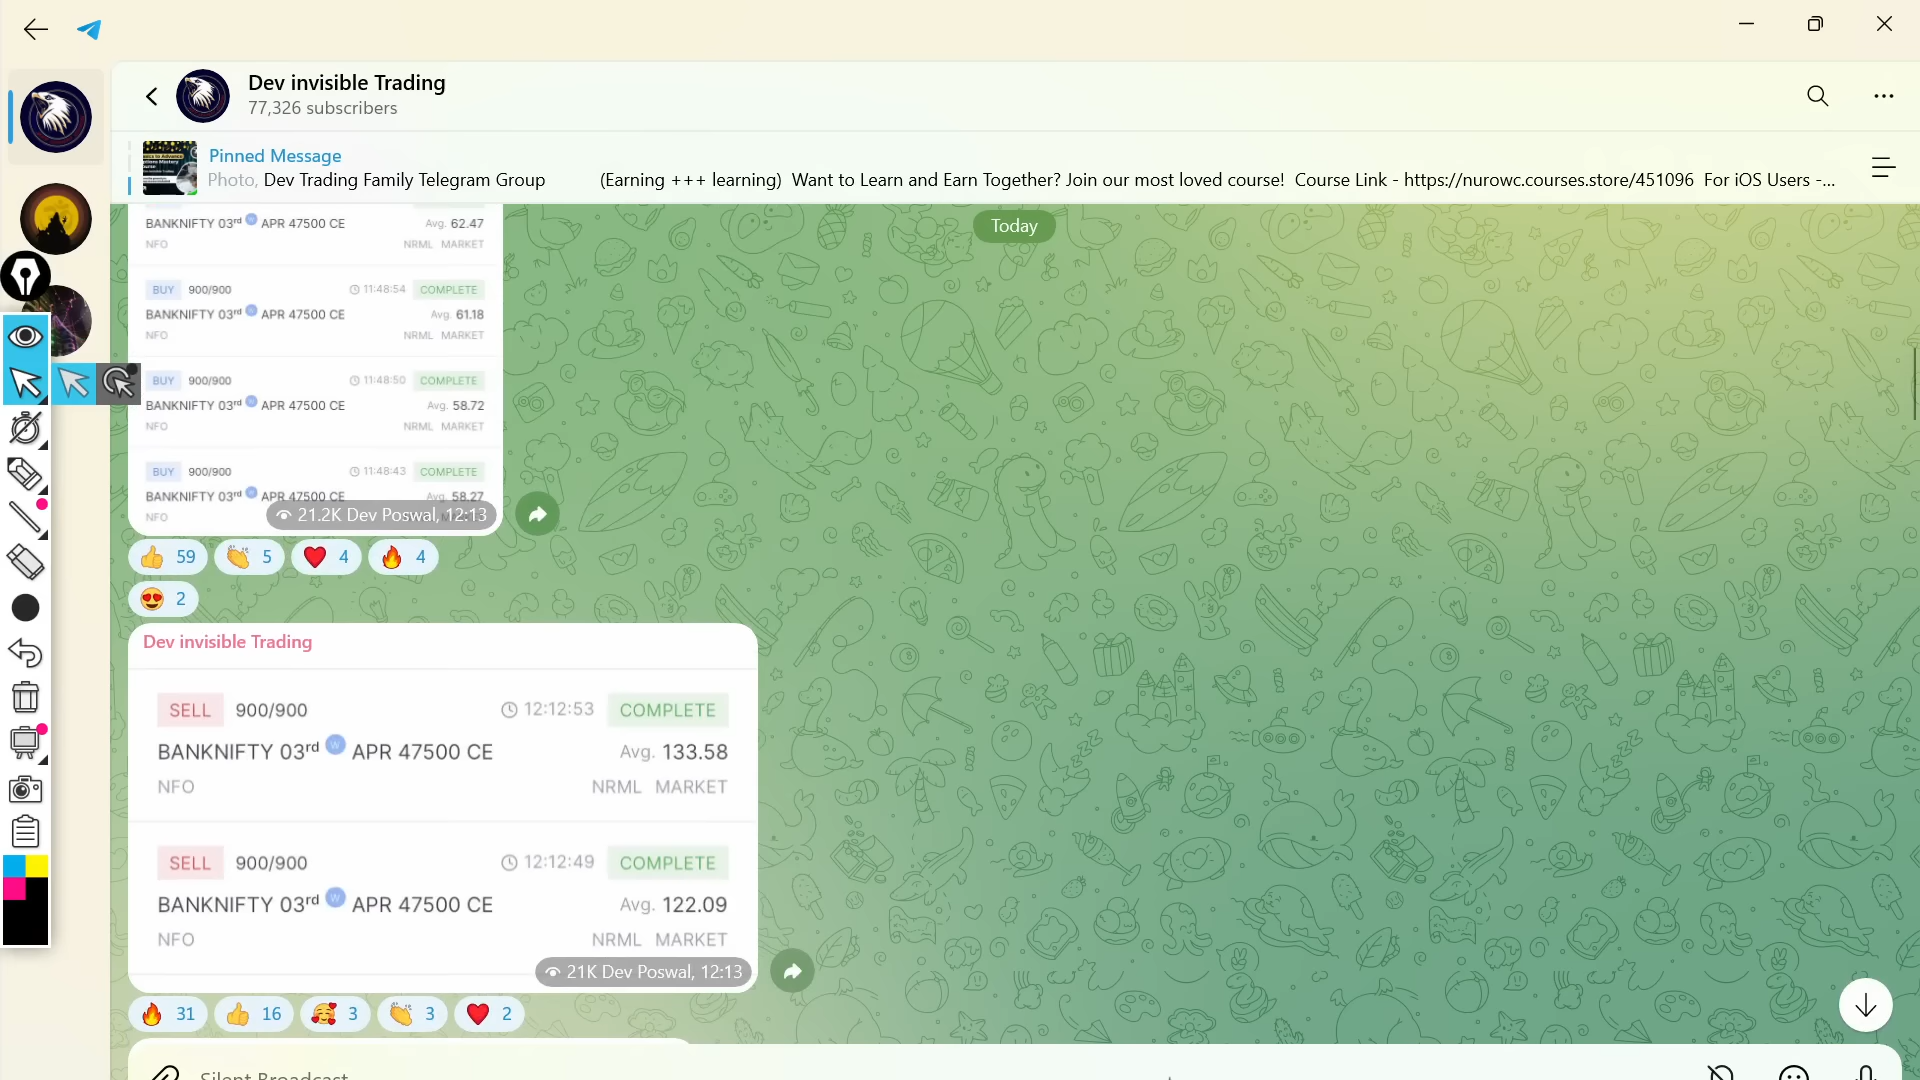 Dev invisible Trading
77,326 subscribers
Pinned Message
Photo, Dev Trading Family Telegram Group (Earning +++ learning) Want to Learn and Earn Together? Join our most loved course! Course Link - https://nurowc.courses.store/451096 For iOS Users -...
Today
BANKNIFTY 03rd W APR 47500 CE Avg. 62.47
NFO NRML MARKET
BUY 900/900 11:48:54 COMPLETE
BANKNIFTY 03rd W APR 47500 CE Avg. 61.18
NFO NRML MARKET
BUY 900/900 11:48:50 COMPLETE
BANKNIFTY 03rd W APR 47500 CE Avg. 58.72
NFO NRML MARKET
BUY 900/900 11:48:43 COMPLETE
BANKNIFTY 03rd W APR 47500 CE Avg. 58.27
NFO
21.2K Dev Poswal, 12:13
59 5 4 4
2
Dev invisible Trading
SELL 900/900 12:12:53 COMPLETE
BANKNIFTY 03rd W APR 47500 CE Avg. 133.58
NFO NRML MARKET
SELL 900/900 12:12:49 COMPLETE
BANKNIFTY 03rd W APR 47500 CE Avg. 122.09
NFO NRML MARKET
21K Dev Poswal, 12:13
31 16 3 3 2
Silent Broadcast